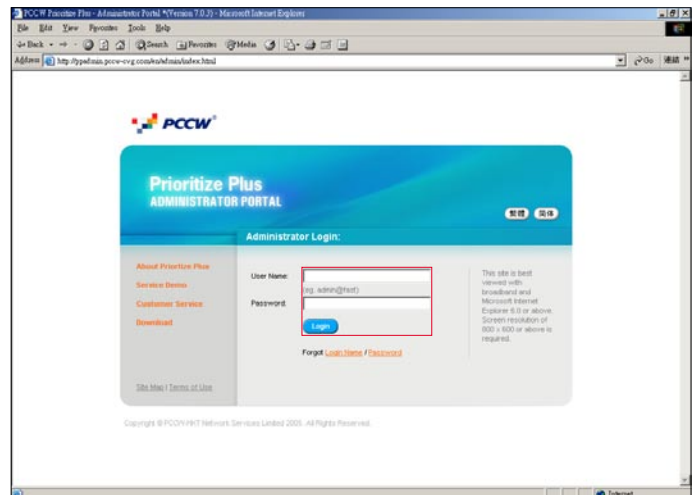 PCCW Prioritize Plus - Administrator Portal *(Version 7.0.3) - Microsoft Internet Explorer
File Edit View Favorites Tools Help
Back Search Favorites Media
Address http://ppadmin.pccw-cvg.com/en/admin/index.html Go 連結 »
PCCW
Prioritize Plus
ADMINISTRATOR PORTAL
繁體 简体
Administrator Login:
About Prioritize Plus
Service Demo
Customer Service
Download
User Name:
(eg. admin@fast)
Password:
Login
Forgot Login Name / Password
This site is best
viewed with
broadband and
Microsoft Internet
Explorer 6.0 or above.
Screen resolution of
800 x 600 or above is
required.
Site Map | Terms of Use
Copyright © PCCW-HKT Network Services Limited 2005. All Rights Reserved.
Internet